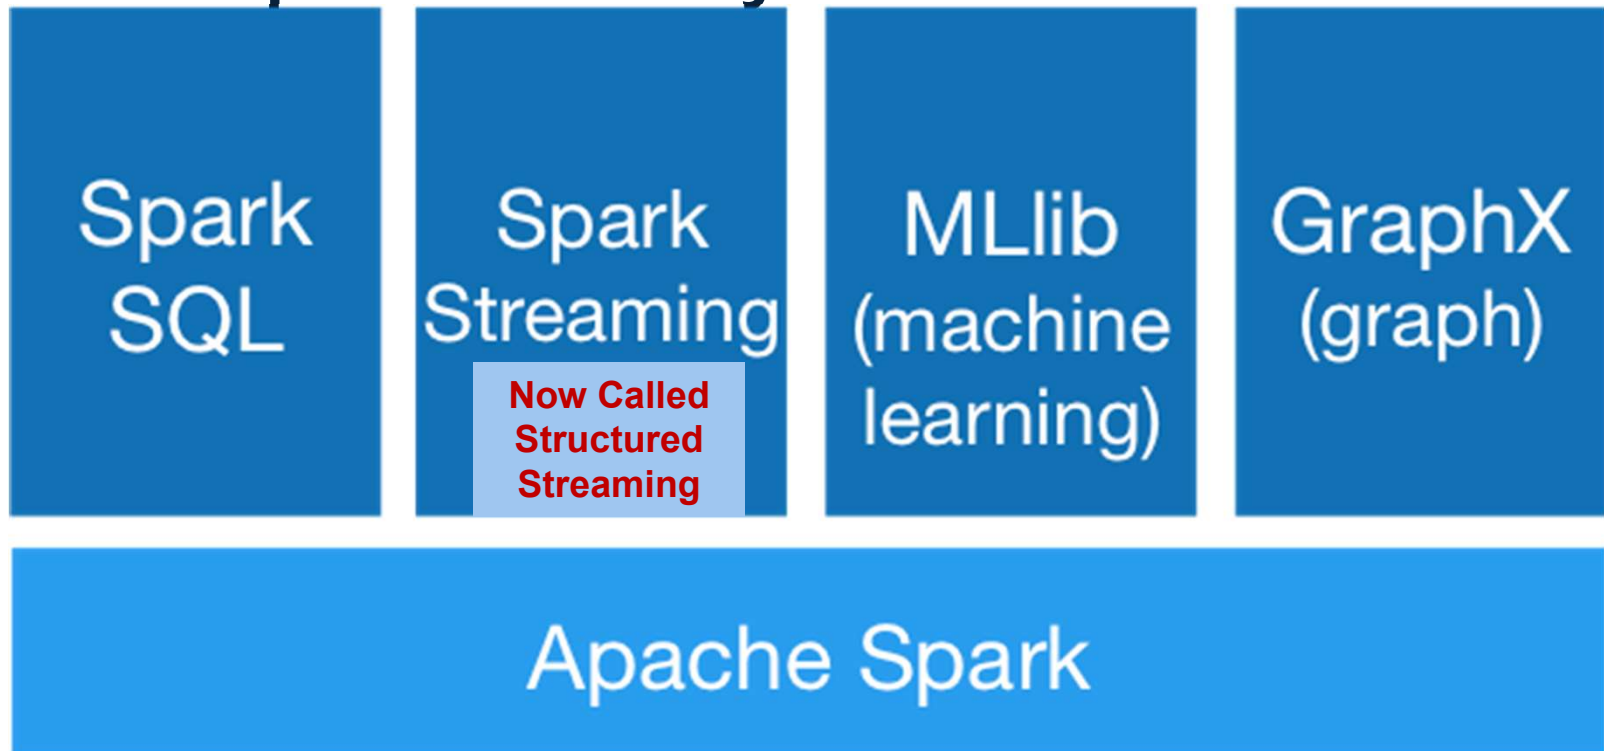 Spark
SQL
Spark
Streaming
Now Called
Structured
Streaming
MLlib
(machine
learning)
GraphX
(graph)
Apache Spark